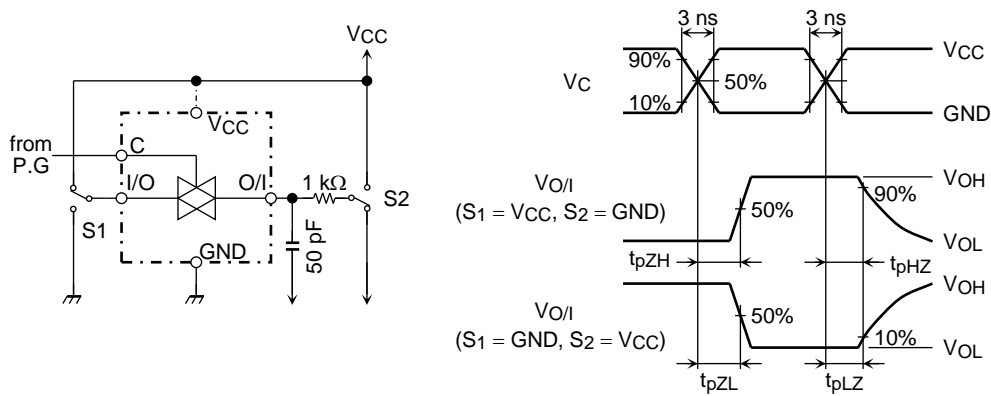 VCC
VCC
from
P.G
C
I/O
O/I
1 kΩ
S2
S1
GND
50 pF
3 ns
3 ns
VC
90%
10%
50%
VCC
GND
VO/I
(S1 = VCC, S2 = GND)
50%
90%
VOH
VOL
tpZH
tpHZ
VO/I
(S1 = GND, S2 = VCC)
50%
10%
VOH
VOL
tpZL
tpLZ